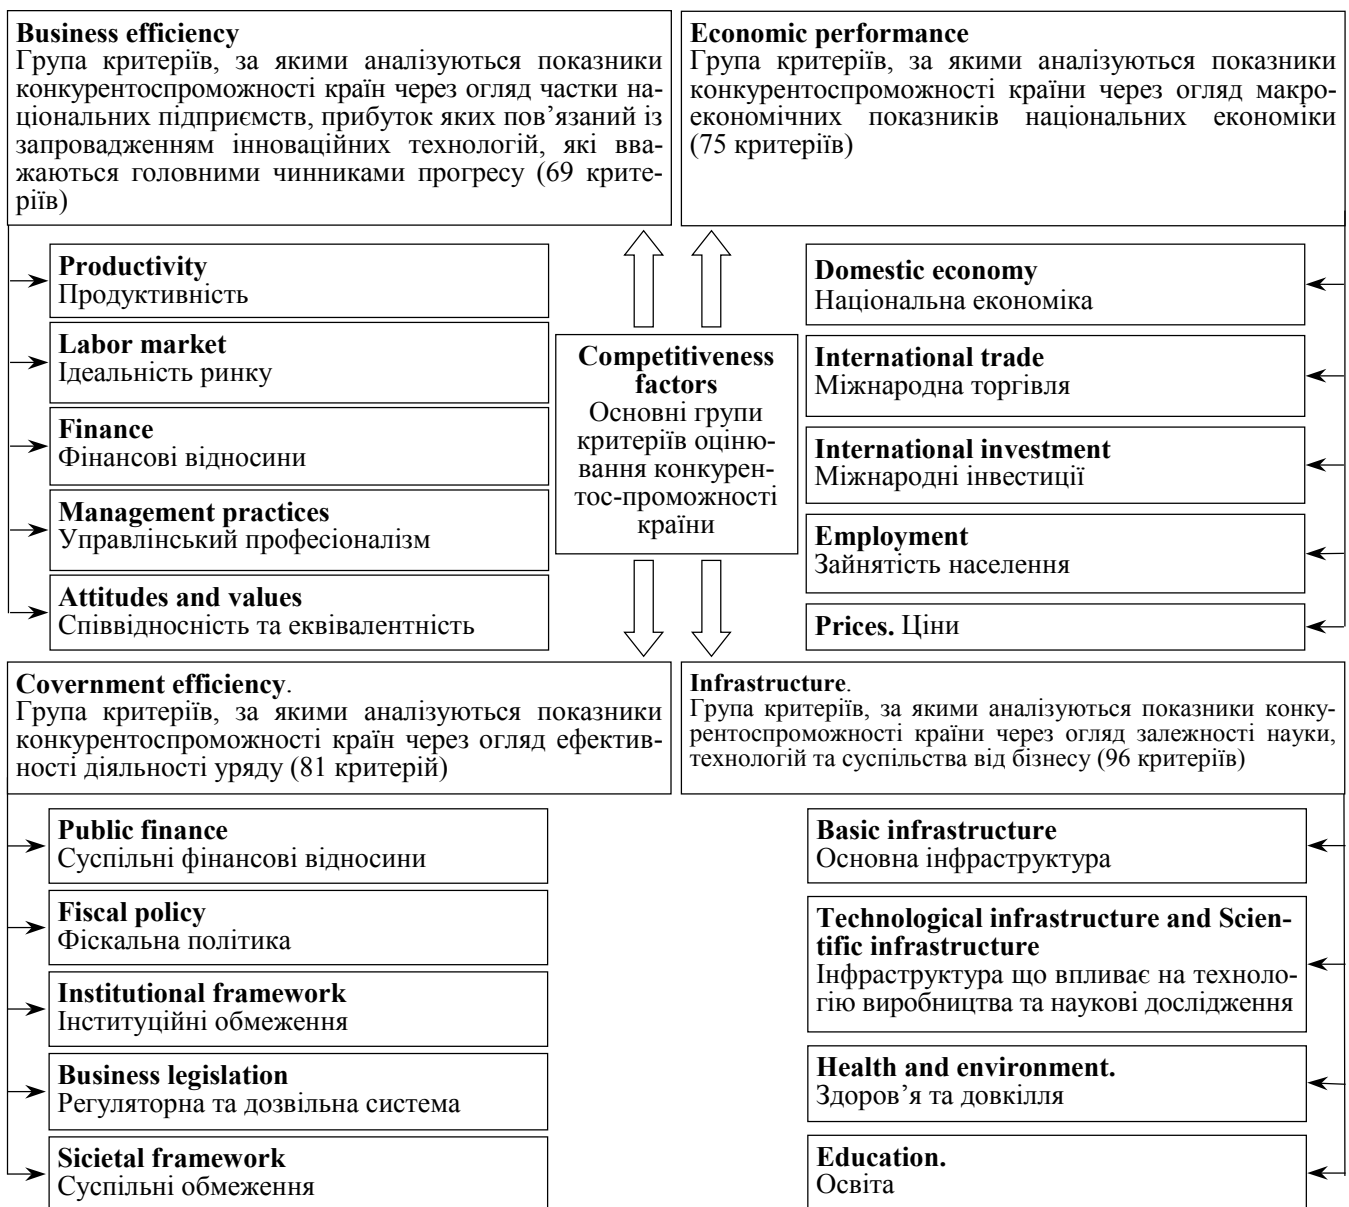 Business efficiency
Група критеріїв, за якими аналізуються показники
конкурентоспроможності країн через огляд частки на-
ціональних підприємств, прибуток яких пов’язаний із
запровадженням інноваційних технологій, які вва-
жаються головними чинниками прогресу (69 крите-
ріїв)
Economic performance
Група критеріїв, за якими аналізуються показники
конкурентоспроможності країни через огляд макро-
економічних показників національних економіки
(75 критеріїв)
Productivity
Продуктивність
Labor market
Ідеальність ринку
Finance
Фінансові відносини
Management practices
Управлінський професіоналізм
Attitudes and values
Співвідносність та еквівалентність
Competitiveness
factors
Основні групи
критеріїв оціню-
вання конкурен-
тос-проможності
країни
Domestic economy
Національна економіка
International trade
Міжнародна торгівля
International investment
Міжнародні інвестиції
Employment
Зайнятість населення
Prices. Ціни
Covernment efficiency.
Група критеріїв, за якими аналізуються показники
конкурентоспроможності країн через огляд ефектив-
ності діяльності уряду (81 критерій)
Infrastructure.
Група критеріїв, за якими аналізуються показники конку-
рентоспроможності країни через огляд залежності науки,
технологій та суспільства від бізнесу (96 критеріїв)
Public finance
Суспільні фінансові відносини
Fiscal policy
Фіскальна політика
Institutional framework
Інституційні обмеження
Business legislation
Регуляторна та дозвільна система
Sicietal framework
Суспільні обмеження
Basic infrastructure
Основна інфраструктура
Technological infrastructure and Scien-
tific infrastructure
Інфраструктура що впливає на техноло-
гію виробництва та наукові дослідження
Health and environment.
Здоров’я та довкілля
Education.
Освіта